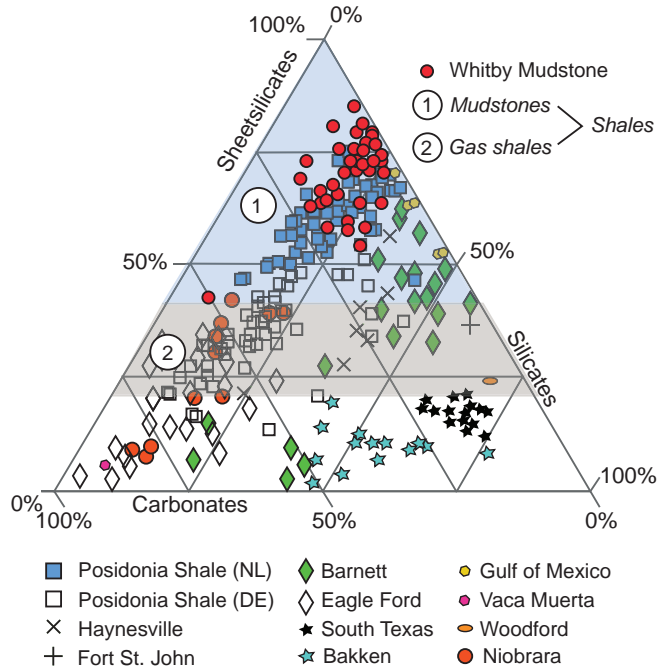 0%
100%
Sheetsilicates
Whitby Mudstone
1 Mudstones
Shales
2 Gas shales
1
50%
50%
2
Silicates
0%
100%
100%
Carbonates
50%
0%
Posidonia Shale (NL)
Barnett
Gulf of Mexico
Posidonia Shale (DE)
Eagle Ford
Vaca Muerta
Haynesville
South Texas
Woodford
Fort St. John
Bakken
Niobrara